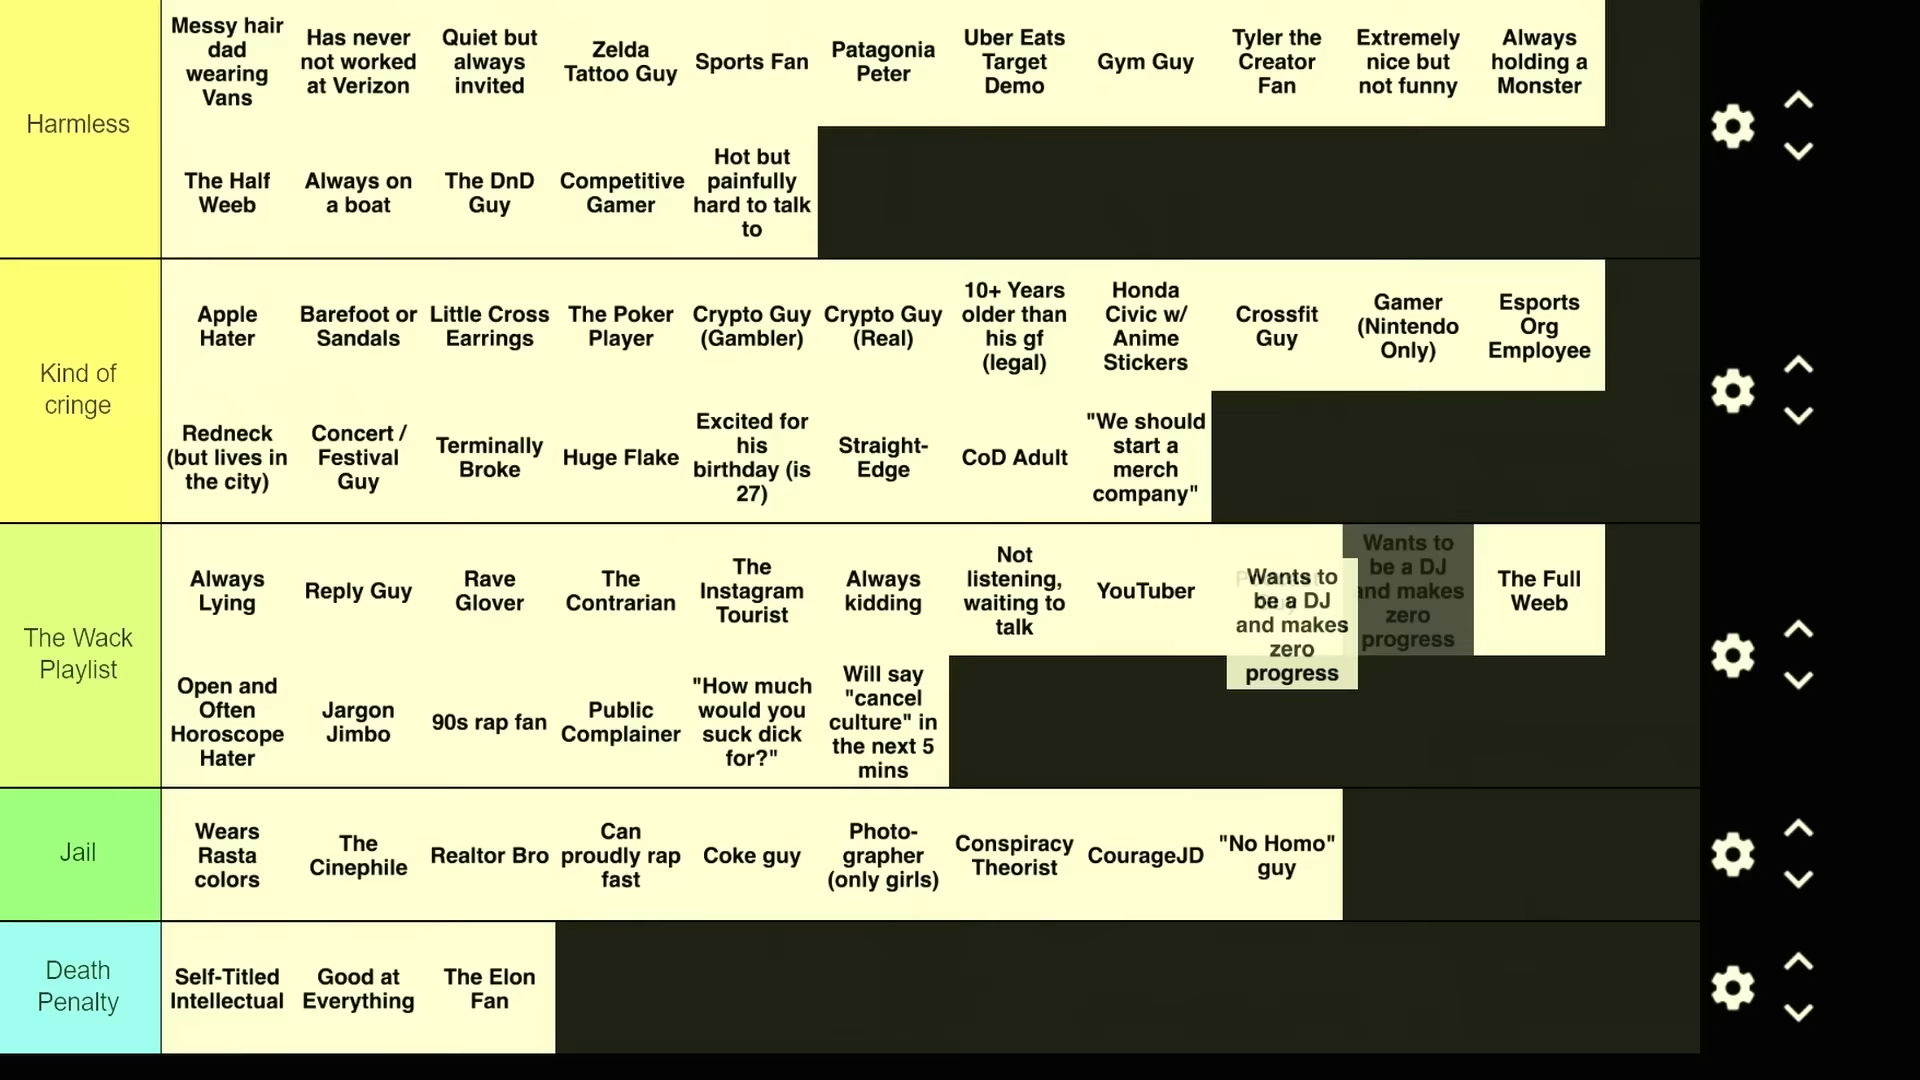 Harmless
Messy hair
dad
wearing
Vans
Has never
not worked
at Verizon
Quiet but
always
invited
Zelda
Tattoo Guy
Sports Fan
Patagonia
Peter
Uber Eats
Target
Demo
Gym Guy
Tyler the
Creator
Fan
Extremely
nice but
not funny
Always
holding a
Monster
The Half
Weeb
Always on
a boat
The DnD
Guy
Competitive
Gamer
Hot but
painfully
hard to talk
to
Kind of
cringe
Apple
Hater
Barefoot or
Sandals
Little Cross
Earrings
The Poker
Player
Crypto Guy
(Gambler)
Crypto Guy
(Real)
10+ Years
older than
his gf
(legal)
Honda
Civic w/
Anime
Stickers
Crossfit
Guy
Gamer
(Nintendo
Only)
Esports
Org
Employee
Redneck
(but lives in
the city)
Concert /
Festival
Guy
Terminally
Broke
Huge Flake
Excited for
his
birthday (is
27)
Straight-
Edge
CoD Adult
"We should
start a
merch
company"
The Wack
Playlist
Always
Lying
Reply Guy
Rave
Glover
The
Contrarian
The
Instagram
Tourist
Always
kidding
Not
listening,
waiting to
talk
YouTuber
Wants to
be a DJ
and makes
zero
progress
Wants to
be a DJ
and makes
zero
progress
The Full
Weeb
Open and
Often
Horoscope
Hater
Jargon
Jimbo
90s rap fan
Public
Complainer
"How much
would you
suck dick
for?"
Will say
"cancel
culture" in
the next 5
mins
Jail
Wears
Rasta
colors
The
Cinephile
Realtor Bro
Can
proudly rap
fast
Coke guy
Photo-
grapher
(only girls)
Conspiracy
Theorist
CourageJD
"No Homo"
guy
Death
Penalty
Self-Titled
Intellectual
Good at
Everything
The Elon
Fan